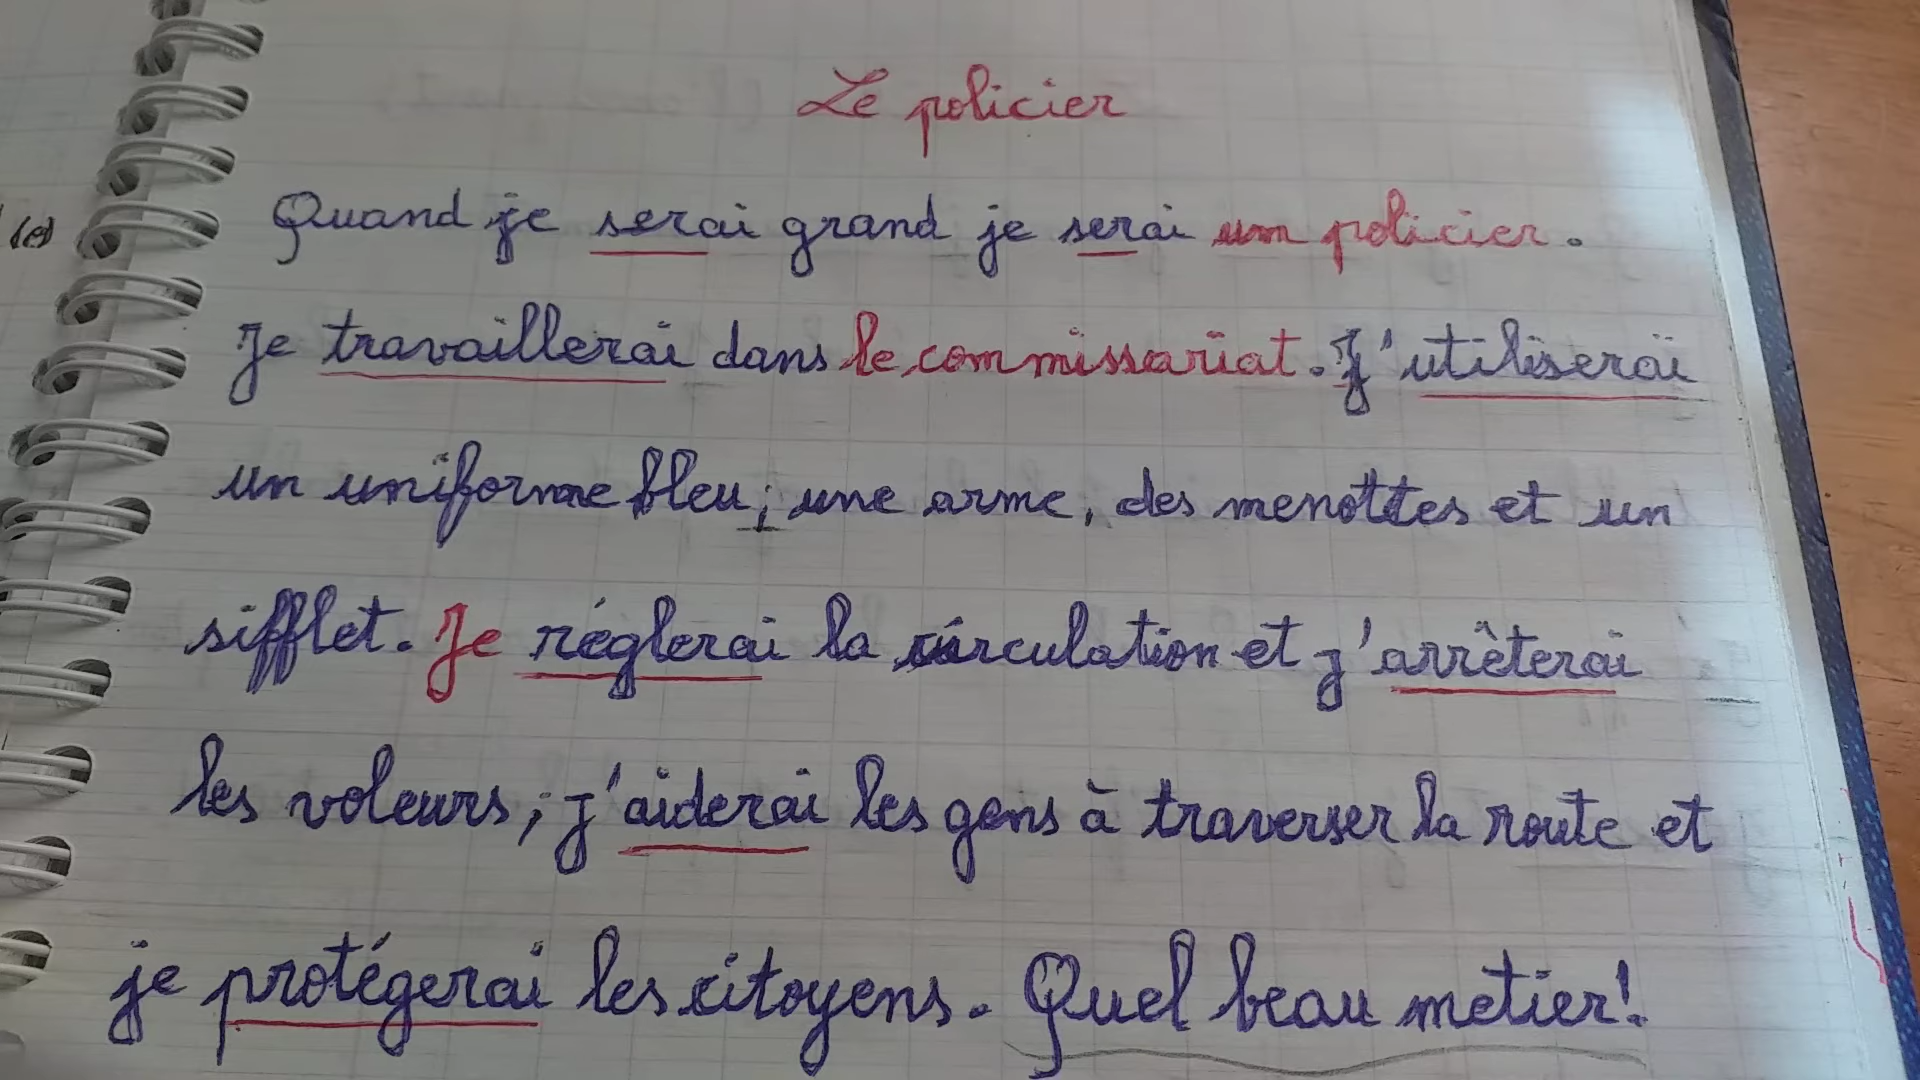 Le policier
Quand je serai grand je serai un policier.
Je travaillerai dans le commissariat. J'utiliserai
un uniforme bleu; une arme, des menottes et un
sifflet. Je réglerai la circulation et j'arrêterai
les voleurs, j'aiderai les gens à traverser la route et
je protégerai les citoyens. Quel beau metier!